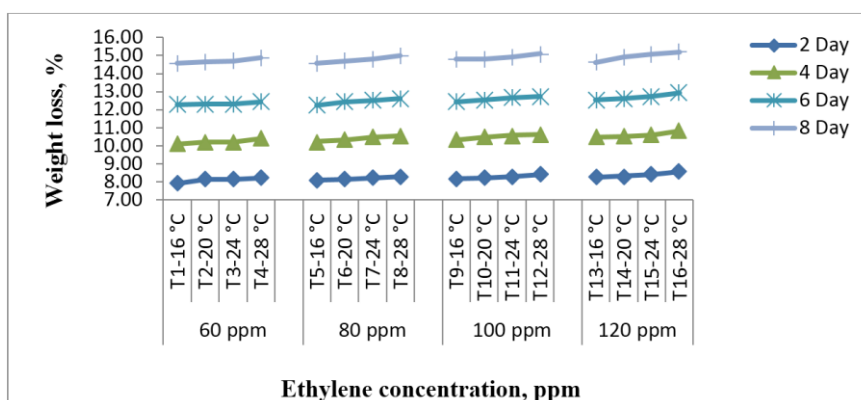 16.00
15.00
14.00
13.00
12.00
11.00
10.00
9.00
8.00
7.00
Weight loss, %
2 Day
4 Day
6 Day
8 Day
T1-16 °C
T2-20 °C
T3-24 °C
T4-28 °C
T5-16 °C
T6-20 °C
T7-24 °C
T8-28 °C
T9-16 °C
T10-20 °C
T11-24 °C
T12-28 °C
T13-16 °C
T14-20 °C
T15-24 °C
T16-28 °C
60 ppm
80 ppm
100 ppm
120 ppm
Ethylene concentration, ppm